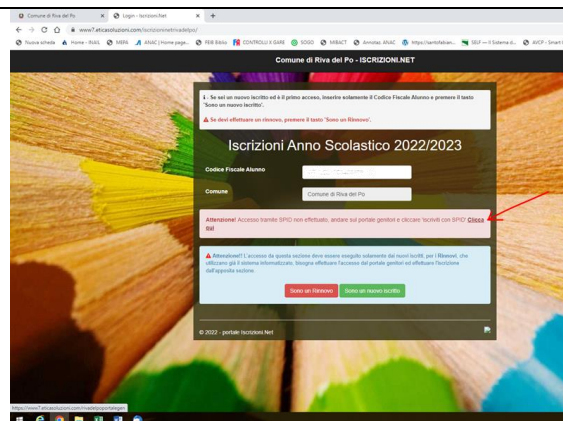 Comune di Riva del Po
Login - Iscrizioni.Net
www7.eticasoluzioni.com/iscrizioninetrivadelpo/
Nuova scheda
Home - INAIL
MEPA
ANAC | Home page...
CONTROLLI X GARE
SOGO
MIBACT
Annotaz. ANAC
SELF — Il Sistema d...
AVCP - Smart
Comune di Riva del Po - ISCRIZIONI.NET
- Se sei un nuovo iscritto ed è il primo accesso, inserire solamente il Codice Fiscale Alunno e premere il tasto
'Sono un nuovo iscritto'.
Se devi effettuare un rinnovo, premere il tasto 'Sono un Rinnovo'.
Iscrizioni Anno Scolastico 2022/2023
Codice Fiscale Alunno
Comune
Comune di Riva del Po
Attenzione! Accesso tramite SPID non effettuato, andare sul portale genitori e cliccare 'Iscriviti con SPID' Clicca
qui
Attenzione!! L'accesso da questa sezione deve essere eseguito solamente dai nuovi iscritti, per i Rinnovi, che
utilizzano già il sistema informatizzato, bisogna effettuare l'accesso dal portale genitori ed effettuare l'iscrizione
dall'apposita sezione.
Sono un Rinnovo
Sono un nuovo iscritto
© 2022 - portale Iscrizioni.Net
https://www7.eticasoluzioni.com/rivadelpoportalegen